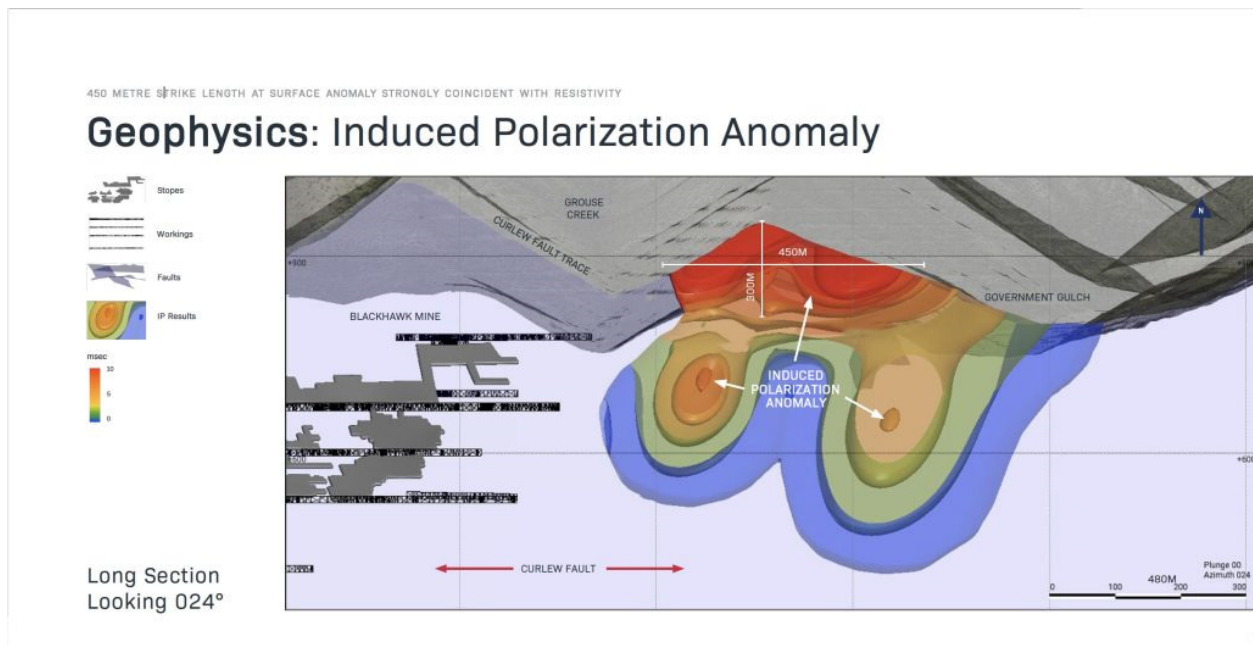 450 METRE STRIKE LENGTH AT SURFACE ANOMALY STRONGLY COINCIDENT WITH RESISTIVITY
Geophysics: Induced Polarization Anomaly
Stopes
Workings
Faults
IP Results
msec
10
5
0
Long Section
Looking 024°
GROUSE
CREEK
CURLEW FAULT TRACE
N
+900
450M
300M
GOVERNMENT GULCH
BLACKHAWK MINE
INDUCED
POLARIZATION
ANOMALY
+600
CURLEW FAULT
Plunge 00
Azimuth 024
480M
0 100 200 300